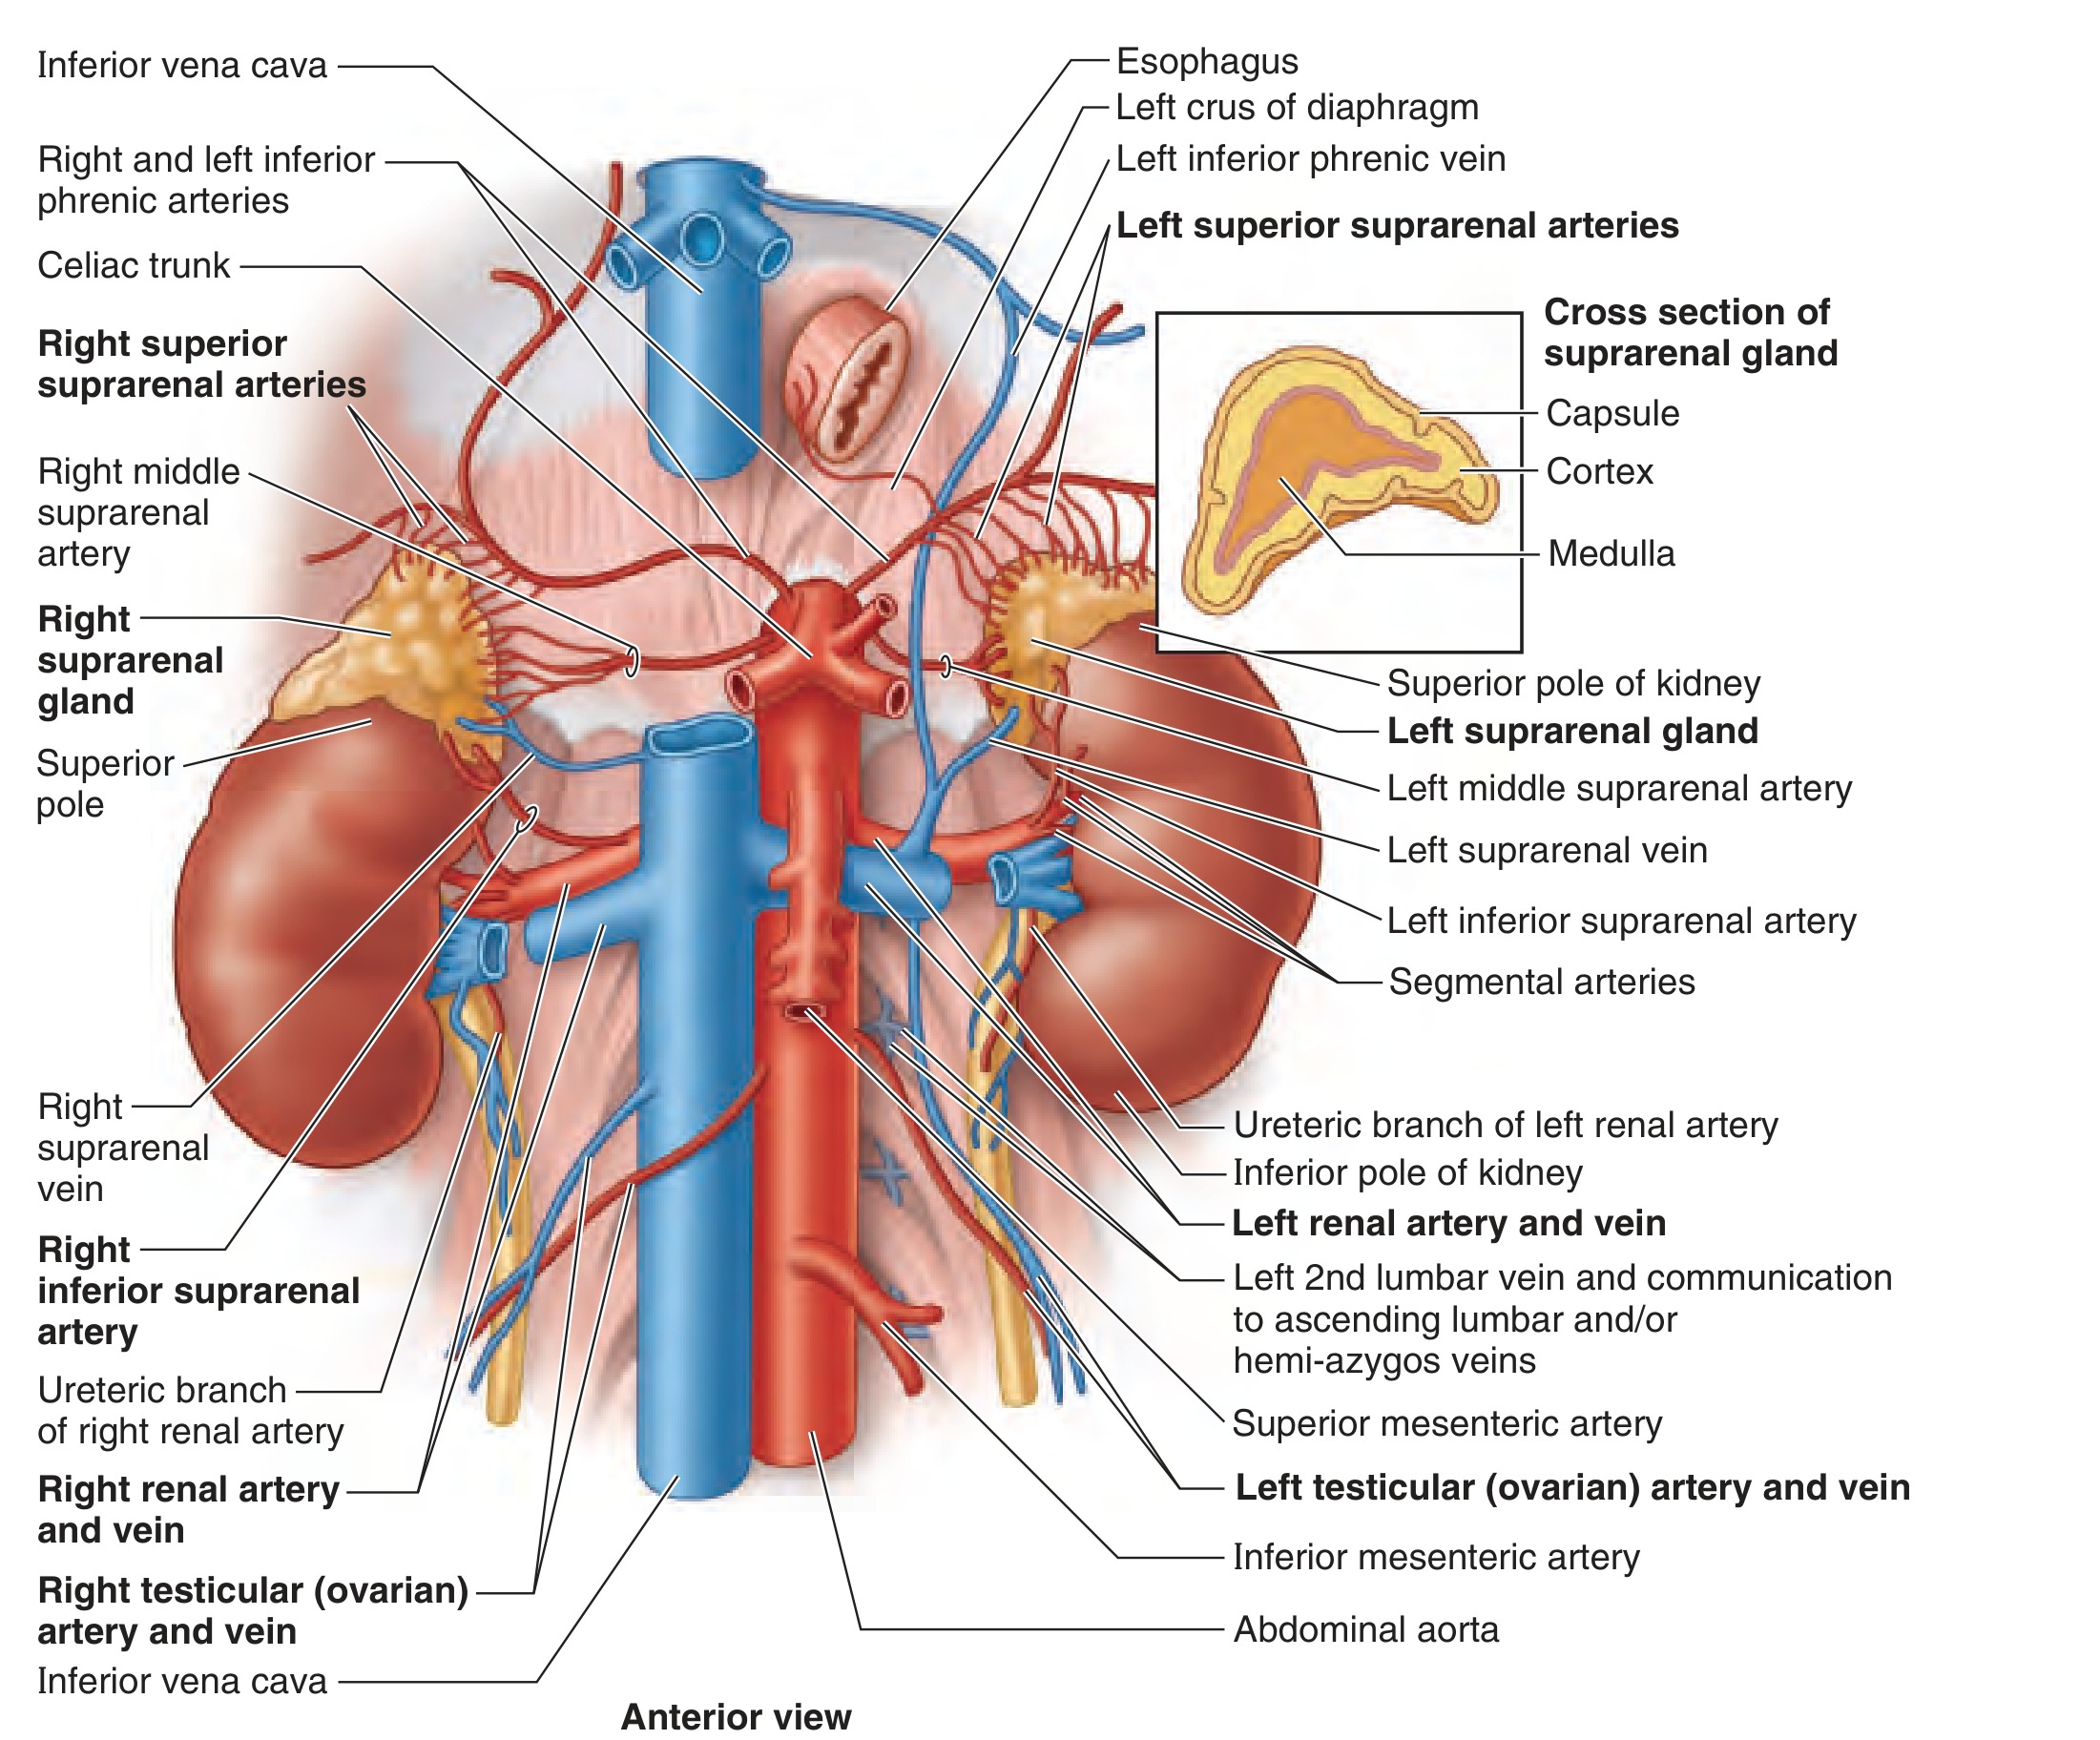 Inferior vena cava
Right and left inferior
phrenic arteries
Celiac trunk
Right superior
suprarenal arteries
Right middle
suprarenal
artery
Right
suprarenal
gland
Superior
pole
Right
suprarenal
vein
Right
inferior suprarenal
artery
Ureteric branch
of right renal artery
Right renal artery
and vein
Right testicular (ovarian)
artery and vein
Inferior vena cava
Esophagus
Left crus of diaphragm
Left inferior phrenic vein
Left superior suprarenal arteries
Cross section of
suprarenal gland
Capsule
Cortex
Medulla
Superior pole of kidney
Left suprarenal gland
Left middle suprarenal artery
Left suprarenal vein
Left inferior suprarenal artery
Segmental arteries
Ureteric branch of left renal artery
Inferior pole of kidney
Left renal artery and vein
Left 2nd lumbar vein and communication
to ascending lumbar and/or
hemi-azygos veins
Superior mesenteric artery
Left testicular (ovarian) artery and vein
Inferior mesenteric artery
Abdominal aorta
Anterior view